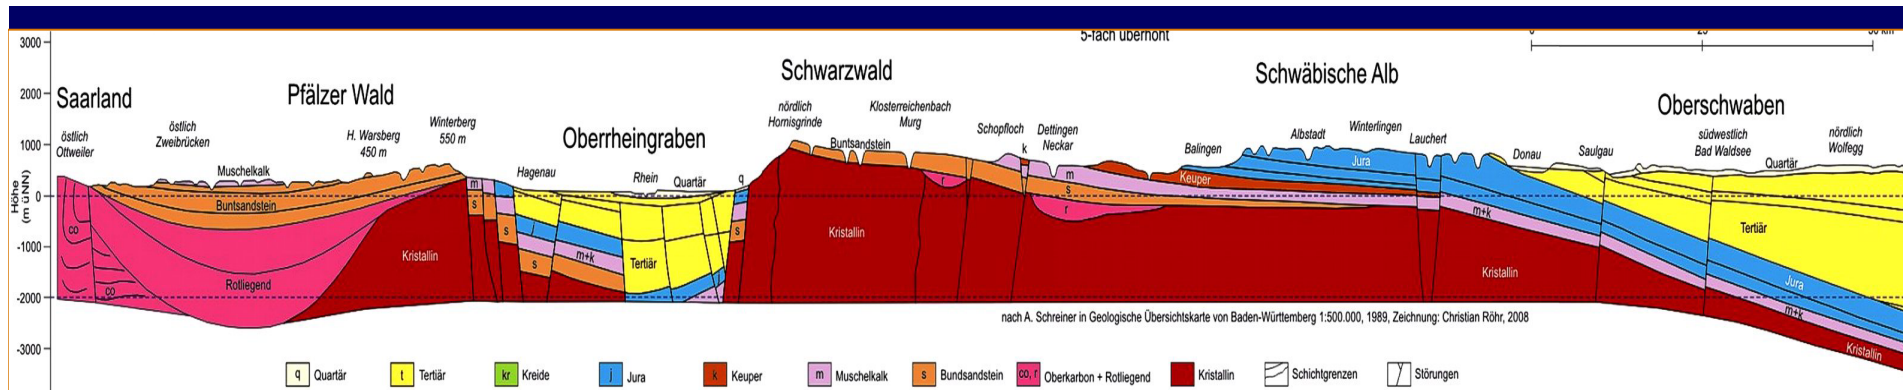 5-fach überhöht
0 25 50 km
3000
2000
1000
0
-1000
-2000
-3000
Höhe
(m üNN)
Saarland
Pfälzer Wald
Oberrheingraben
Schwarzwald
Schwäbische Alb
Oberschwaben
östlich
Ottweiler
östlich
Zweibrücken
H. Warsberg
450 m
Winterberg
550 m
Hagenau
Rhein
Quartär
q
nördlich
Hornisgrinde
Klosterreichenbach
Murg
Schopfloch
k
Dettingen
Neckar
Balingen
Albstadt
Winterlingen
Lauchert
Donau
Saulgau
südwestlich
Bad Waldsee
Quartär
nördlich
Wolfegg
Muschelkalk
Buntsandstein
Rotliegend
co
co
Kristallin
m
s
s
j
m+k
s
Tertiär
j
s
Kristallin
Buntsandstein
r
m
s
r
Keuper
Jura
m+k
Kristallin
Tertiär
Jura
m+k
Kristallin
nach A. Schreiner in Geologische Übersichtskarte von Baden-Württemberg 1:500.000, 1989, Zeichnung: Christian Röhr, 2008
q Quartär
t Tertiär
kr Kreide
j Jura
k Keuper
m Muschelkalk
s Bundsandstein
co, r Oberkarbon + Rotliegend
Kristallin
Schichtgrenzen
Störungen